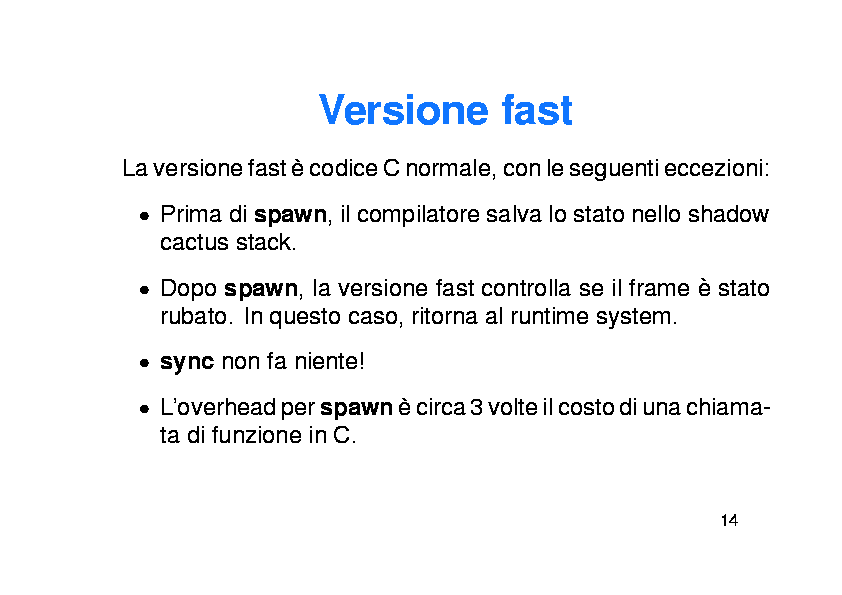 Versione fast
La versione fast è codice C normale, con le seguenti eccezioni:
• Prima di spawn, il compilatore salva lo stato nello shadow
cactus stack.
• Dopo spawn, la versione fast controlla se il frame è stato
rubato. In questo caso, ritorna al runtime system.
• sync non fa niente!
• L'overhead per spawn è circa 3 volte il costo di una chiama-
ta di funzione in C.
14